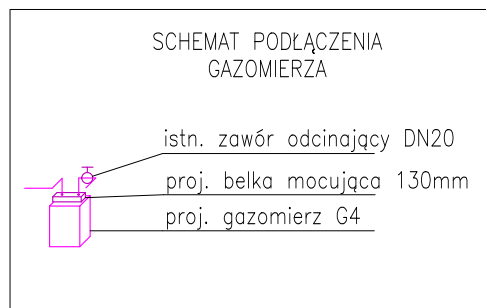 SCHEMAT PODŁĄCZENIA
GAZOMIERZA
istn. zawór odcinający DN20
proj. belka mocująca 130mm
proj. gazomierz G4